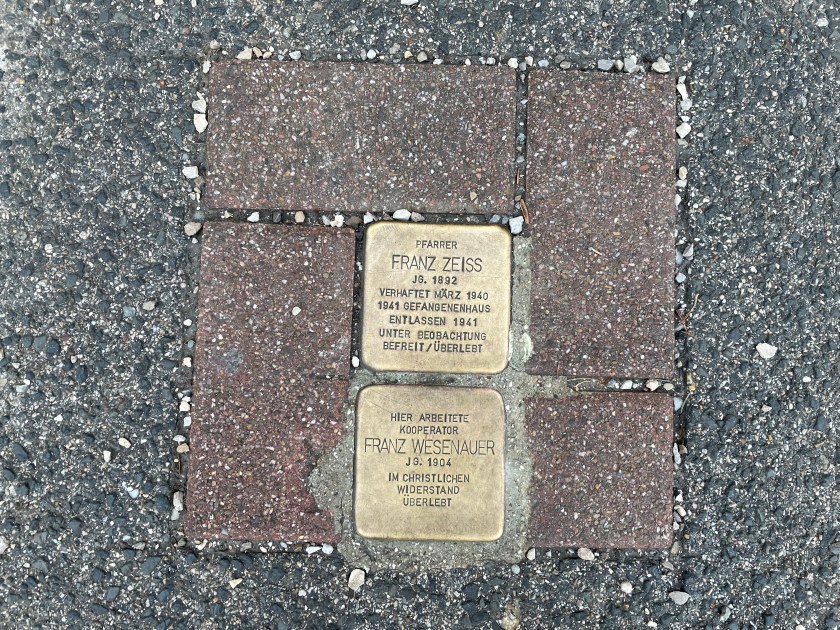 PFARRER
FRANZ ZEISS
JG. 1892
VERHAFTET MÄRZ 1940
1941 GEFANGENENHAUS
ENTLASSEN 1941
UNTER BEOBACHTUNG
BEFREIT/ÜBERLEBT
HIER ARBEITETE
KOOPERATOR
FRANZ WESENAUER
JG. 1904
IM CHRISTLICHEN
WIDERSTAND
ÜBERLEBT